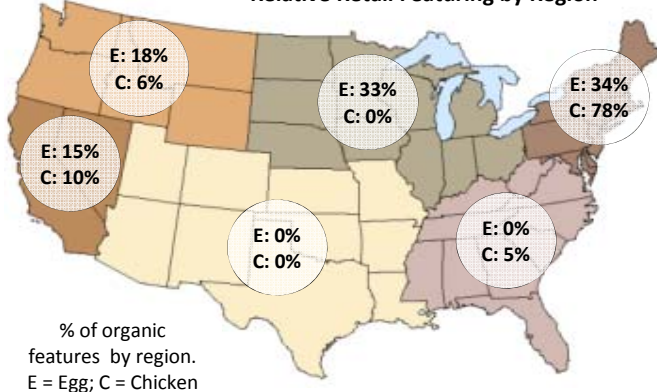 Relative Retail Featuring by Region
E: 18%
C: 6%
E: 33%
C: 0%
E: 34%
C: 78%
E: 15%
C: 10%
E: 0%
C: 0%
E: 0%
C: 5%
% of organic
features by region.
E = Egg; C = Chicken